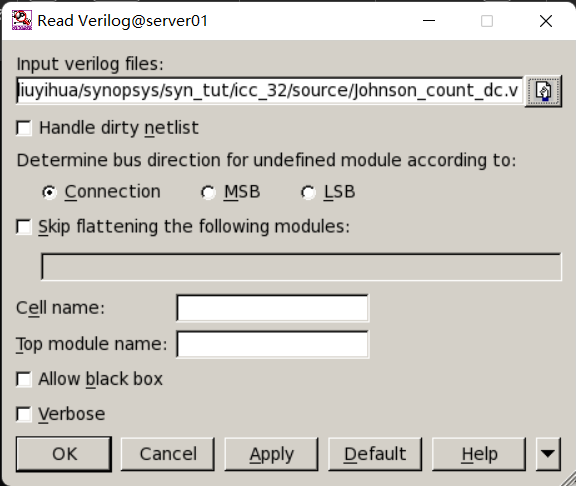 Read Verilog@server01
Input verilog files:
liuyihua/synopsys/syn_tut/icc_32/source/Johnson_count_dc.v
Handle dirty netlist
Determine bus direction for undefined module according to:
Connection MSB LSB
Skip flattening the following modules:
Cell name:
Top module name:
Allow black box
Verbose
OK Cancel Apply Default Help